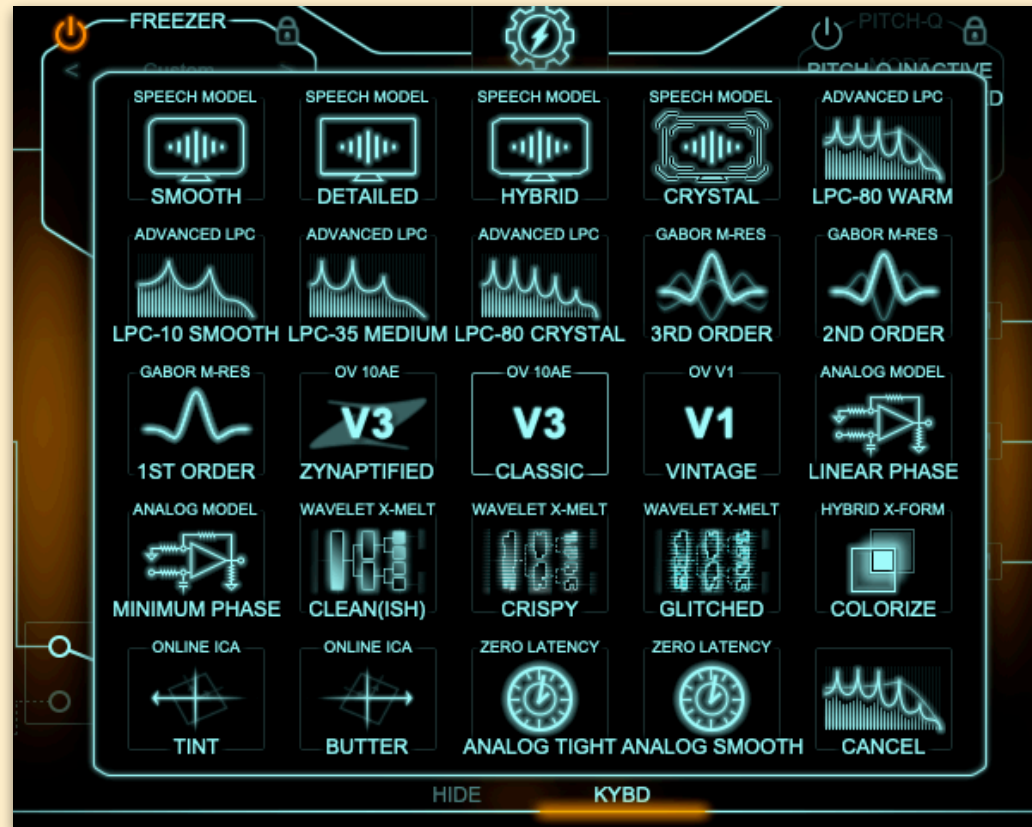 FREEZER
PITCH-Q
< Custom >
MODE
PITCH-Q INACTIVE
SPEECH MODEL SPEECH MODEL SPEECH MODEL SPEECH MODEL ADVANCED LPC
SMOOTH DETAILED HYBRID CRYSTAL LPC-80 WARM
ADVANCED LPC ADVANCED LPC ADVANCED LPC GABOR M-RES GABOR M-RES
LPC-10 SMOOTH LPC-35 MEDIUM LPC-80 CRYSTAL 3RD ORDER 2ND ORDER
GABOR M-RES OV 10AE OV 10AE OV V1 ANALOG MODEL
V3 V3 V1
1ST ORDER ZYNAPTIFIED CLASSIC VINTAGE LINEAR PHASE
ANALOG MODEL WAVELET X-MELT WAVELET X-MELT WAVELET X-MELT HYBRID X-FORM
MINIMUM PHASE CLEAN(ISH) CRISPY GLITCHED COLORIZE
ONLINE ICA ONLINE ICA ZERO LATENCY ZERO LATENCY
TINT BUTTER ANALOG TIGHT ANALOG SMOOTH CANCEL
HIDE KYBD